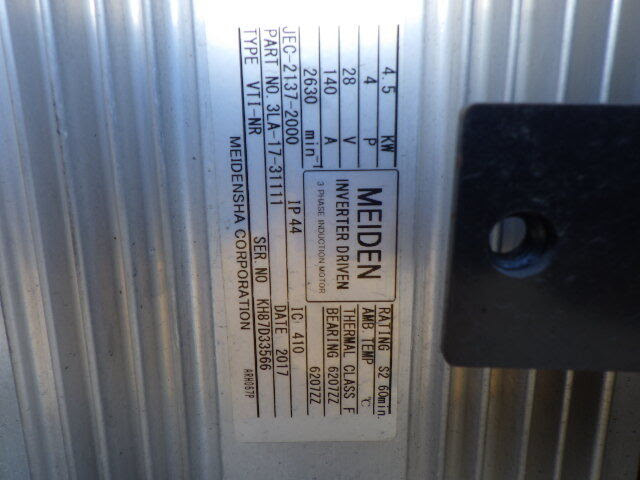 4.5 KW
4 P
28 V
140 A
2630 min⁻¹
MEIDEN
INVERTER DRIVEN
3 PHASE INDUCTION MOTOR
RATING S2 60min.
AMB TEMP ℃
THERMAL CLASS F
BEARING 6207ZZ
6207ZZ
JEC-2137-2000 IP 44 IC 410
PART NO. 3LA-17-31111 DATE 2017
TYPE VTI-NR SER.NO KH87D33566
MEIDENSHA CORPORATION